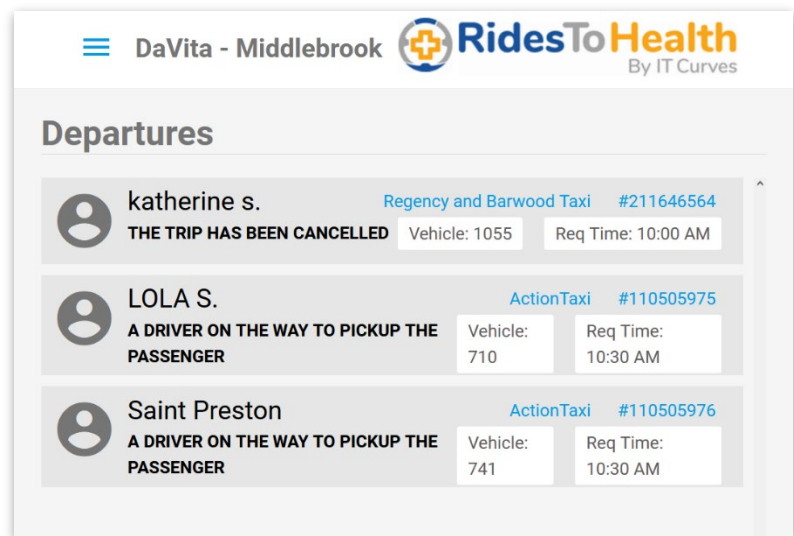 DaVita - Middlebrook
RidesToHealth
By IT Curves
Departures
katherine s.
Regency and Barwood Taxi #211646564
THE TRIP HAS BEEN CANCELLED
Vehicle: 1055
Req Time: 10:00 AM
LOLA S.
ActionTaxi #110505975
A DRIVER ON THE WAY TO PICKUP THE
PASSENGER
Vehicle:
710
Req Time:
10:30 AM
Saint Preston
ActionTaxi #110505976
A DRIVER ON THE WAY TO PICKUP THE
PASSENGER
Vehicle:
741
Req Time:
10:30 AM